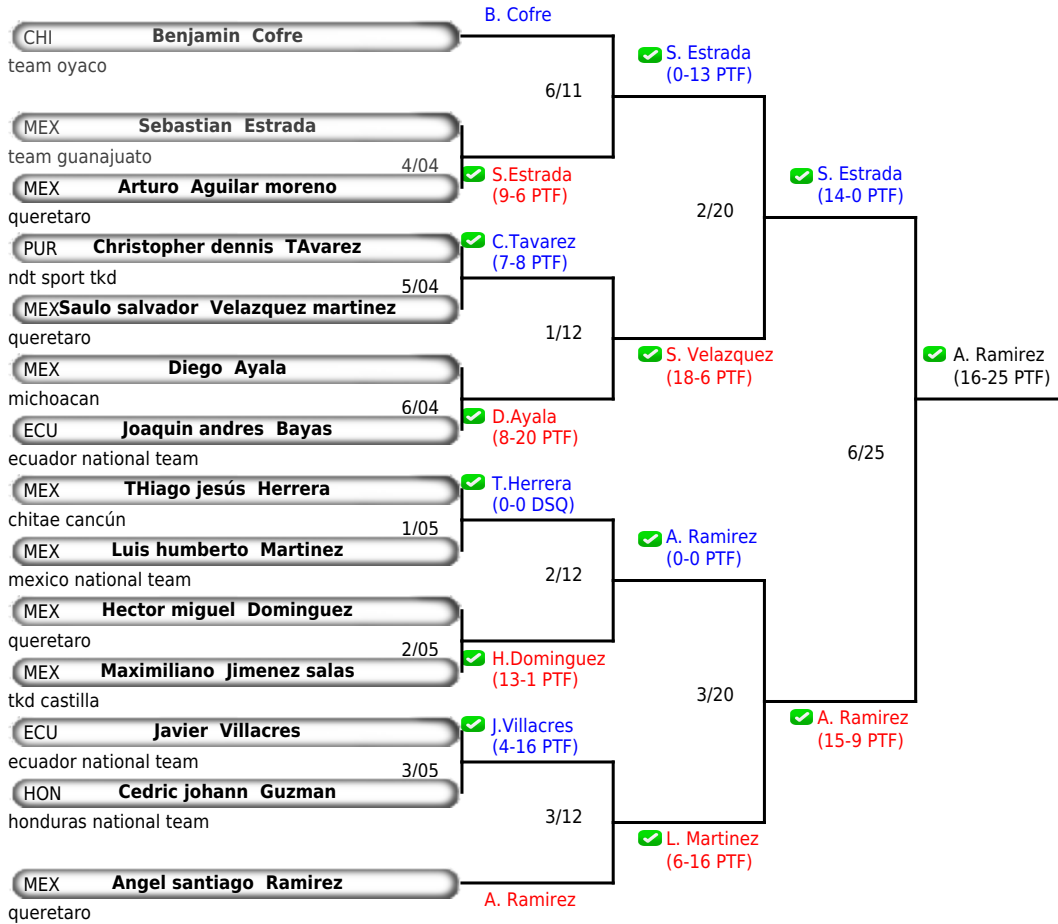 B. Cofre
CHI Benjamin Cofre
team oyaco
S. Estrada
(0-13 PTF)
6/11
MEX Sebastian Estrada
team guanajuato
4/04
S.Estrada
(9-6 PTF)
MEX Arturo Aguilar moreno
queretaro
S. Estrada
(14-0 PTF)
2/20
PUR Christopher dennis TAvarez
ndt sport tkd
C.Tavarez
(7-8 PTF)
5/04
MEX Saulo salvador Velazquez martinez
queretaro
1/12
S. Velazquez
(18-6 PTF)
A. Ramirez
(16-25 PTF)
MEX Diego Ayala
michoacan
6/04
D.Ayala
(8-20 PTF)
ECU Joaquin andres Bayas
ecuador national team
6/25
MEX THiago jesús Herrera
chitae cancún
T.Herrera
(0-0 DSQ)
1/05
MEX Luis humberto Martinez
mexico national team
A. Ramirez
(0-0 PTF)
2/12
MEX Hector miguel Dominguez
queretaro
2/05
H.Dominguez
(13-1 PTF)
MEX Maximiliano Jimenez salas
tkd castilla
3/20
A. Ramirez
(15-9 PTF)
ECU Javier Villacres
ecuador national team
J.Villacres
(4-16 PTF)
3/05
HON Cedric johann Guzman
honduras national team
3/12
L. Martinez
(6-16 PTF)
MEX Angel santiago Ramirez
queretaro
A. Ramirez